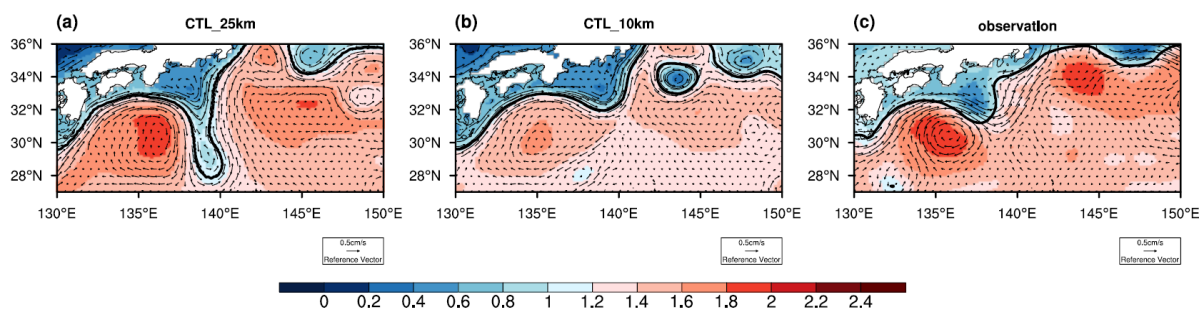 (a) CTL_25km
(b) CTL_10km
(c) observation
36°N
34°N
32°N
30°N
28°N
130°E 135°E 140°E 145°E 150°E
0.5cm/s
Reference Vector
36°N
34°N
32°N
30°N
28°N
130°E 135°E 140°E 145°E 150°E
0.5cm/s
Reference Vector
36°N
34°N
32°N
30°N
28°N
130°E 135°E 140°E 145°E 150°E
0.5cm/s
Reference Vector
0 0.2 0.4 0.6 0.8 1 1.2 1.4 1.6 1.8 2 2.2 2.4